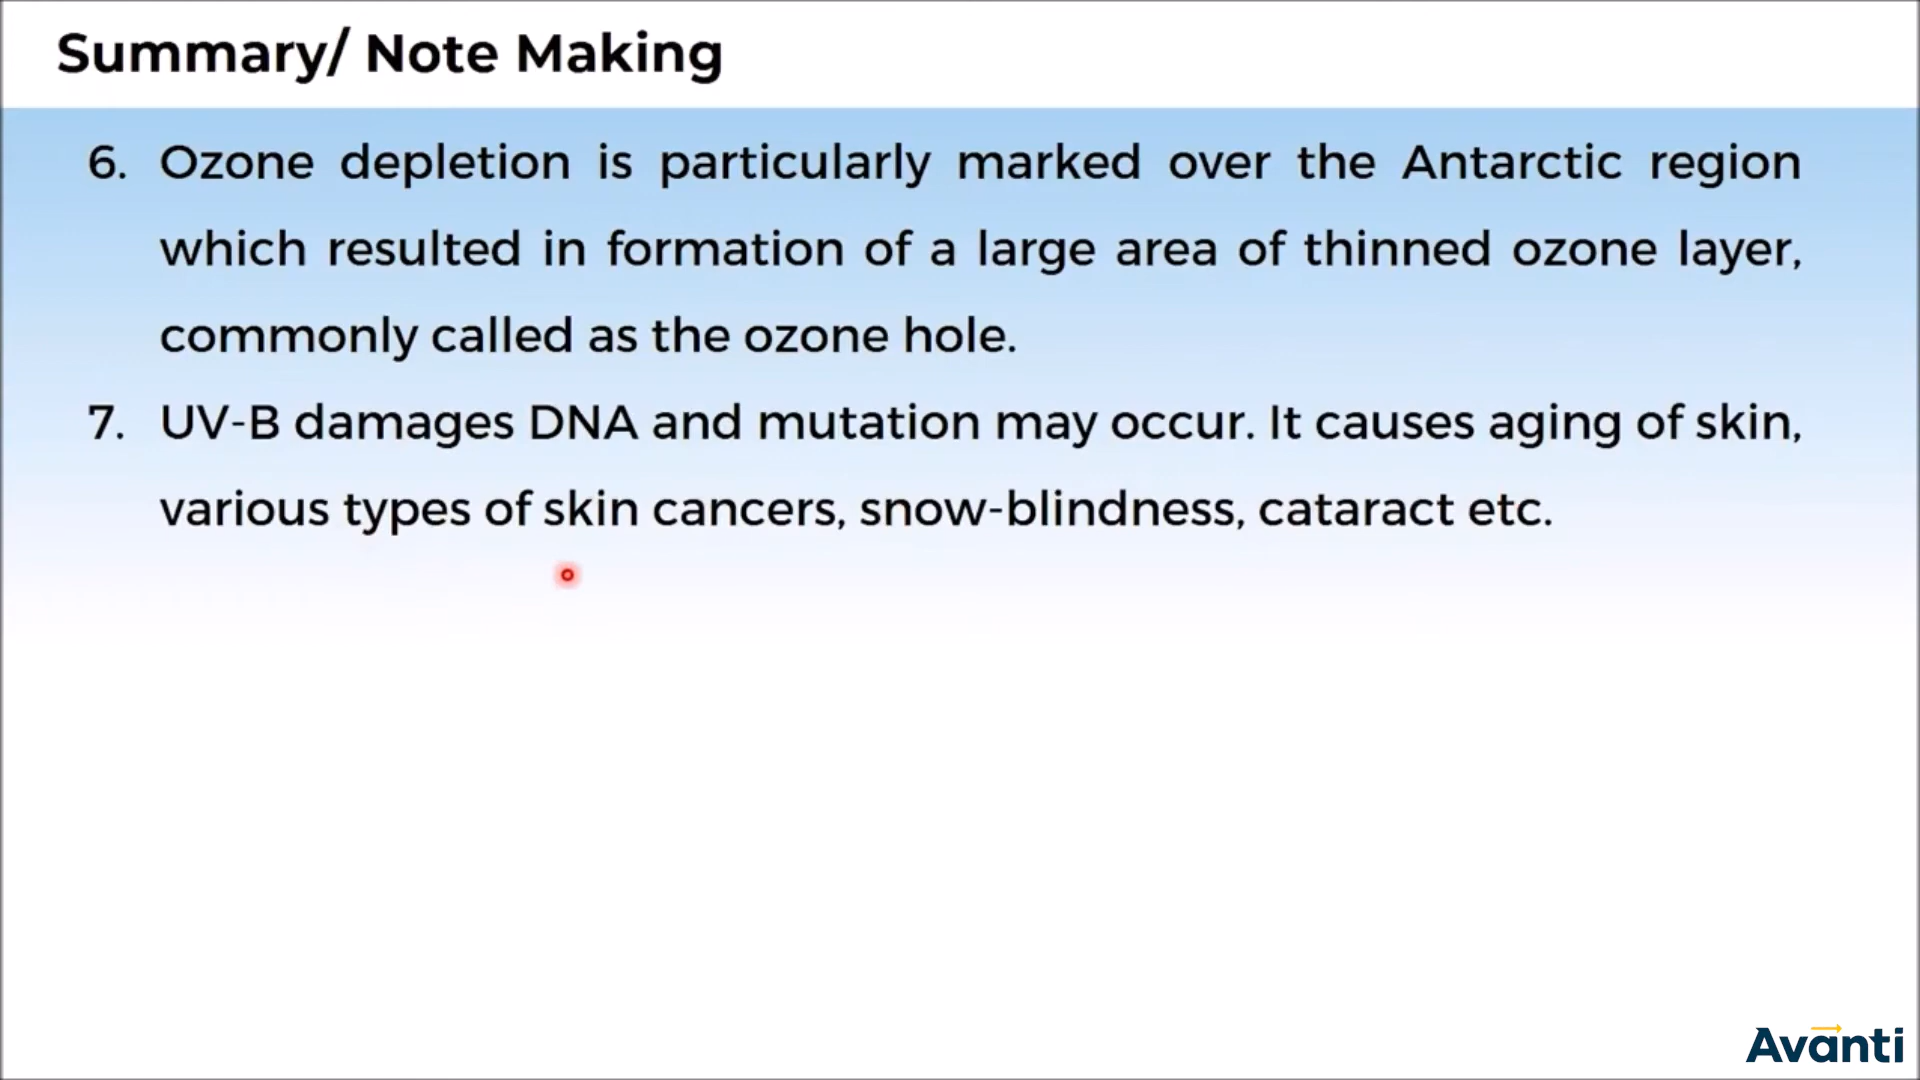 Summary/ Note Making
6. Ozone depletion is particularly marked over the Antarctic region
which resulted in formation of a large area of thinned ozone layer,
commonly called as the ozone hole.
7. UV-B damages DNA and mutation may occur. It causes aging of skin,
various types of skin cancers, snow-blindness, cataract etc.
Avanti